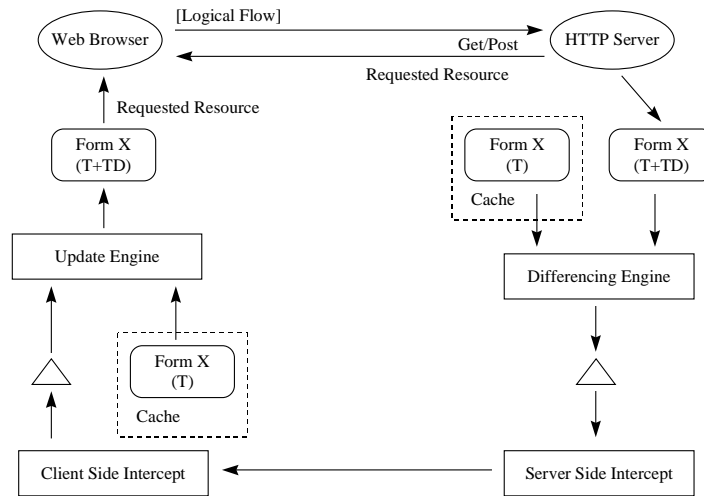 [Logical Flow]
Web Browser
HTTP Server
Get/Post
Requested Resource
Requested Resource
Form X
(T+TD)
Form X
(T)
Cache
Form X
(T+TD)
Update Engine
Differencing Engine
Form X
(T)
Cache
Client Side Intercept
Server Side Intercept